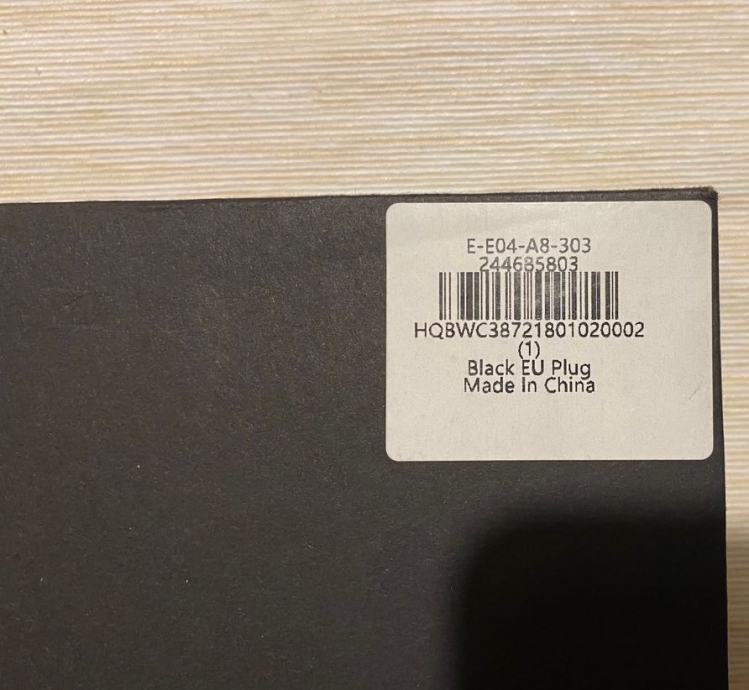 E-E04-A8-303
244685803
HQBWC38721801020002
(1)
Black EU Plug
Made In China